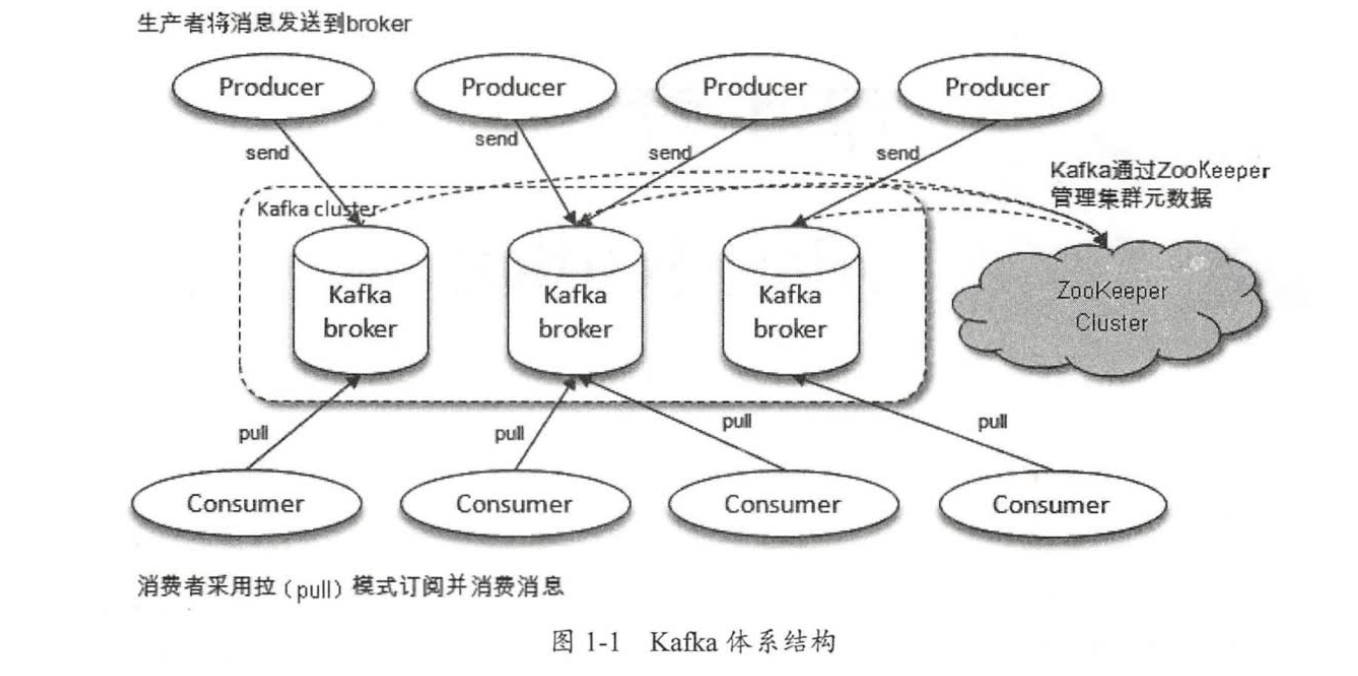 生产者将消息发送到broker
Producer
Producer
Producer
Producer
send
send
send
send
Kafka通过ZooKeeper
管理集群元数据
Kafka cluster
Kafka
broker
Kafka
broker
Kafka
broker
ZooKeeper
Cluster
pull
pull
pull
pull
Consumer
Consumer
Consumer
Consumer
消费者采用拉（pull）模式订阅并消费消息
图 1-1 Kafka 体系结构